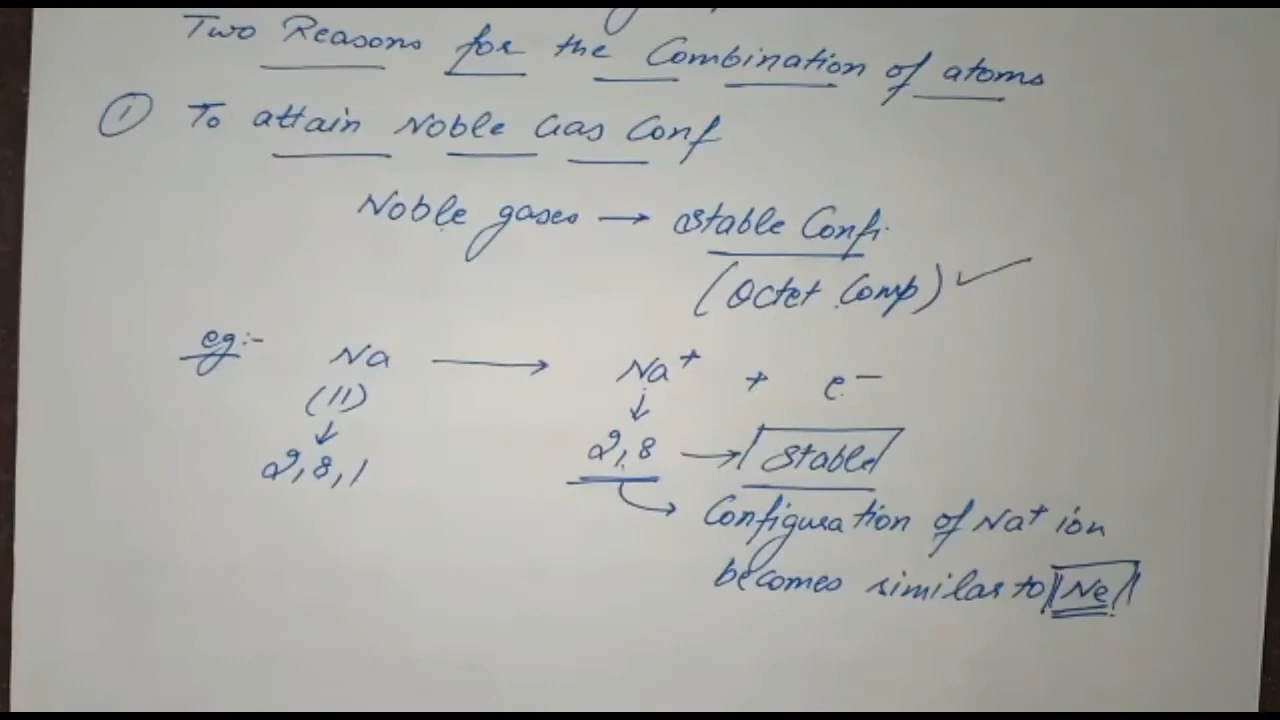 Two Reasons for the Combination of atoms
① To attain Noble Gas Conf
Noble gases → Stable Confi.
(Octet Comp) ✓
eg:- Na → Na⁺ + e⁻
(11) ↓
↓ 2,8 → Stable
2,8,1
Configuration of Na⁺ ion
becomes similar to Ne